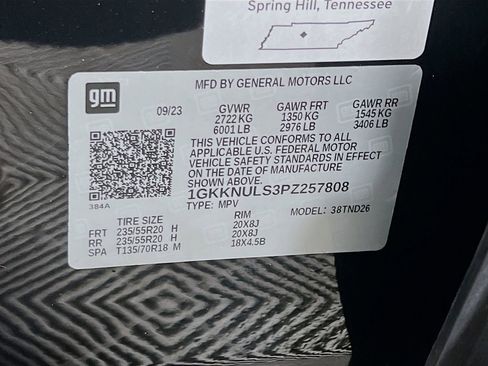 Spring Hill, Tennessee
gm
MFD BY GENERAL MOTORS LLC
09/23 GVWR GAWR FRT GAWR RR
2722 KG 1350 KG 1545 KG
6001 LB 2976 LB 3406 LB
THIS VEHICLE CONFORMS TO ALL
APPLICABLE U.S. FEDERAL MOTOR
VEHICLE SAFETY STANDARDS IN EFFECT
ON THE DATE OF MANUFACTURE
SHOWN ABOVE.
1GKKNULS3PZ257808
384A
TYPE: MPV MODEL: 38TND26
TIRE SIZE RIM
FRT 235/55R20 H 20X8J
RR 235/55R20 H 20X8J
SPA T135/70R18 M 18X4.5B